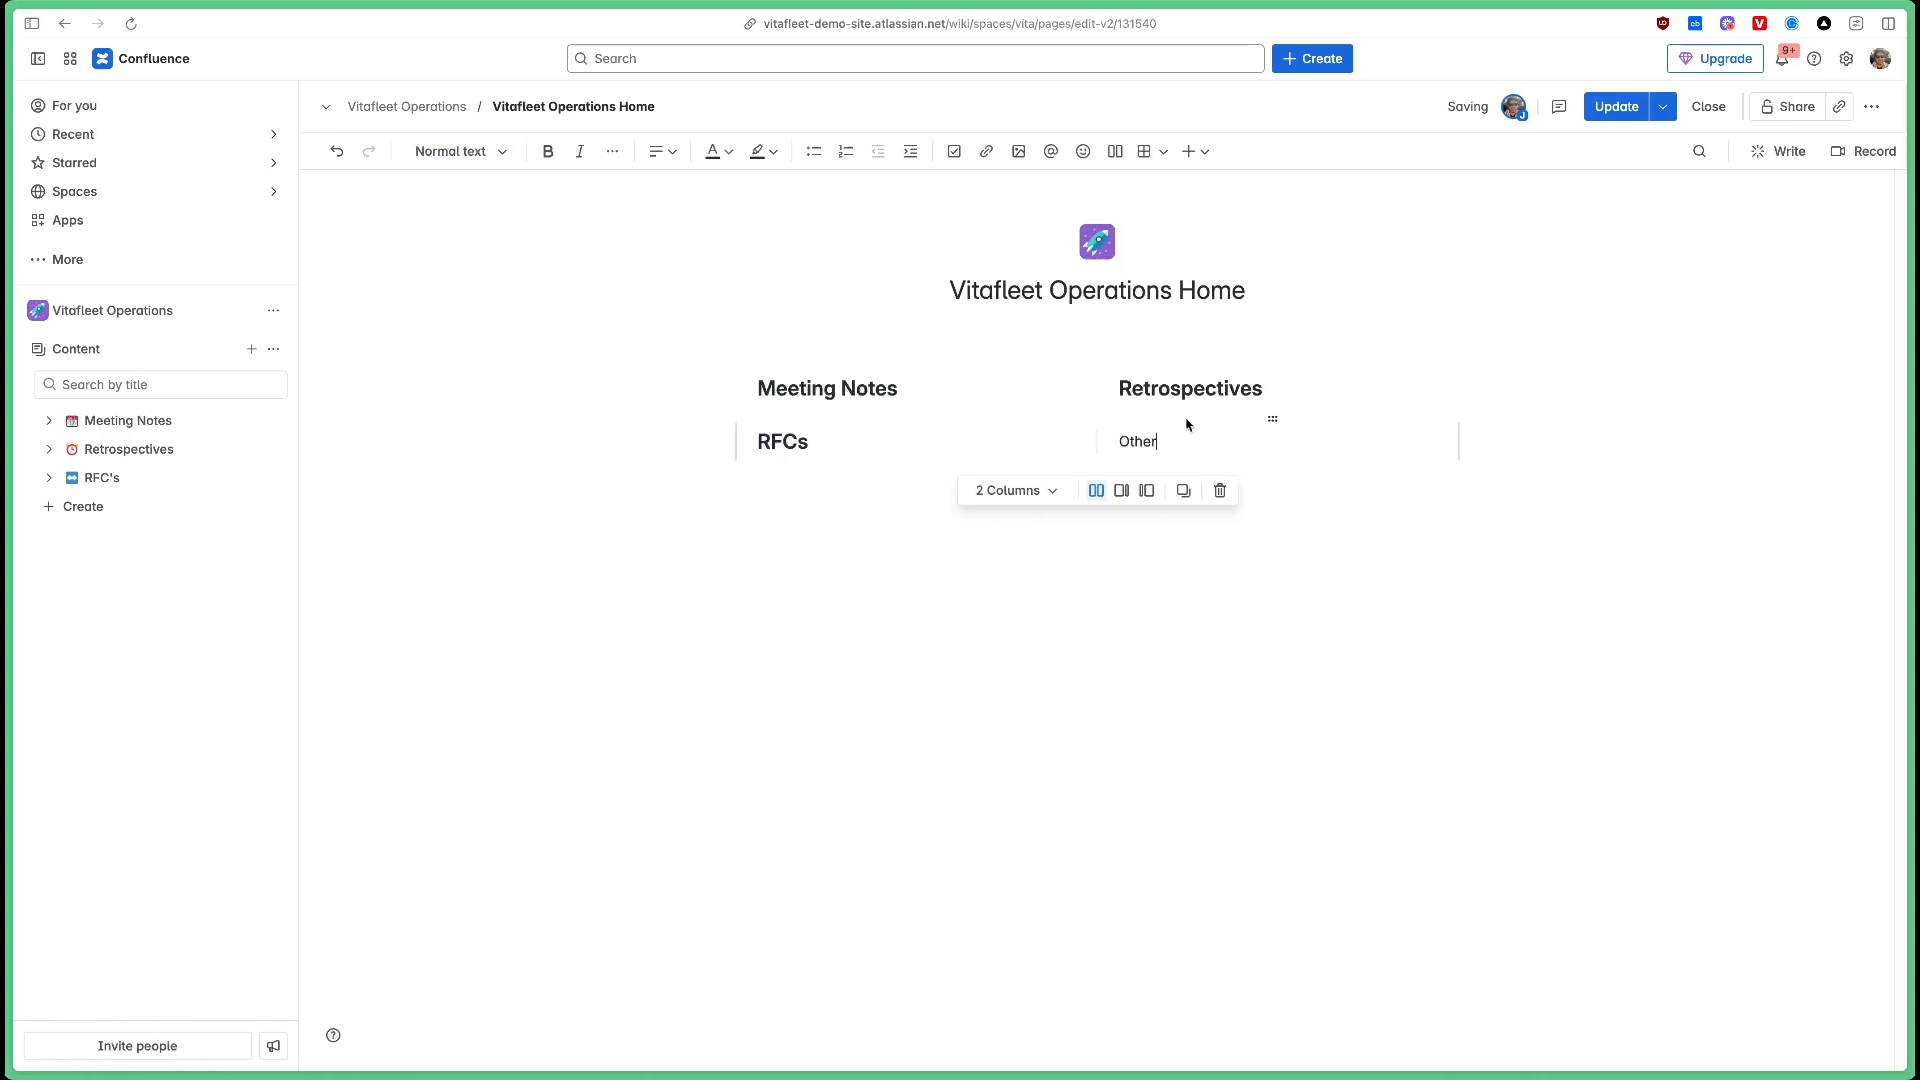 vitafleet-demo-site.atlassian.net/wiki/spaces/vita/pages/edit-v2/131540
Confluence
Search
Create
Upgrade
9+
For you
Recent
Starred
Spaces
Apps
More
Vitafleet Operations
Content
Search by title
Meeting Notes
Retrospectives
RFC's
Create
Invite people
Vitafleet Operations / Vitafleet Operations Home
Saving
J
Update
Close
Share
Normal text
B I A
Write
Record
Vitafleet Operations Home
Meeting Notes
Retrospectives
RFCs
Other
2 Columns